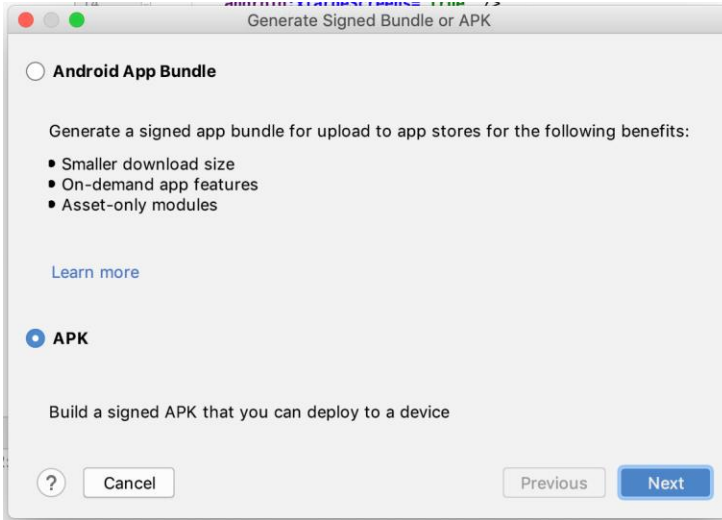 Generate Signed Bundle or APK
Android App Bundle
Generate a signed app bundle for upload to app stores for the following benefits:
• Smaller download size
• On-demand app features
• Asset-only modules
Learn more
APK
Build a signed APK that you can deploy to a device
? Cancel Previous Next